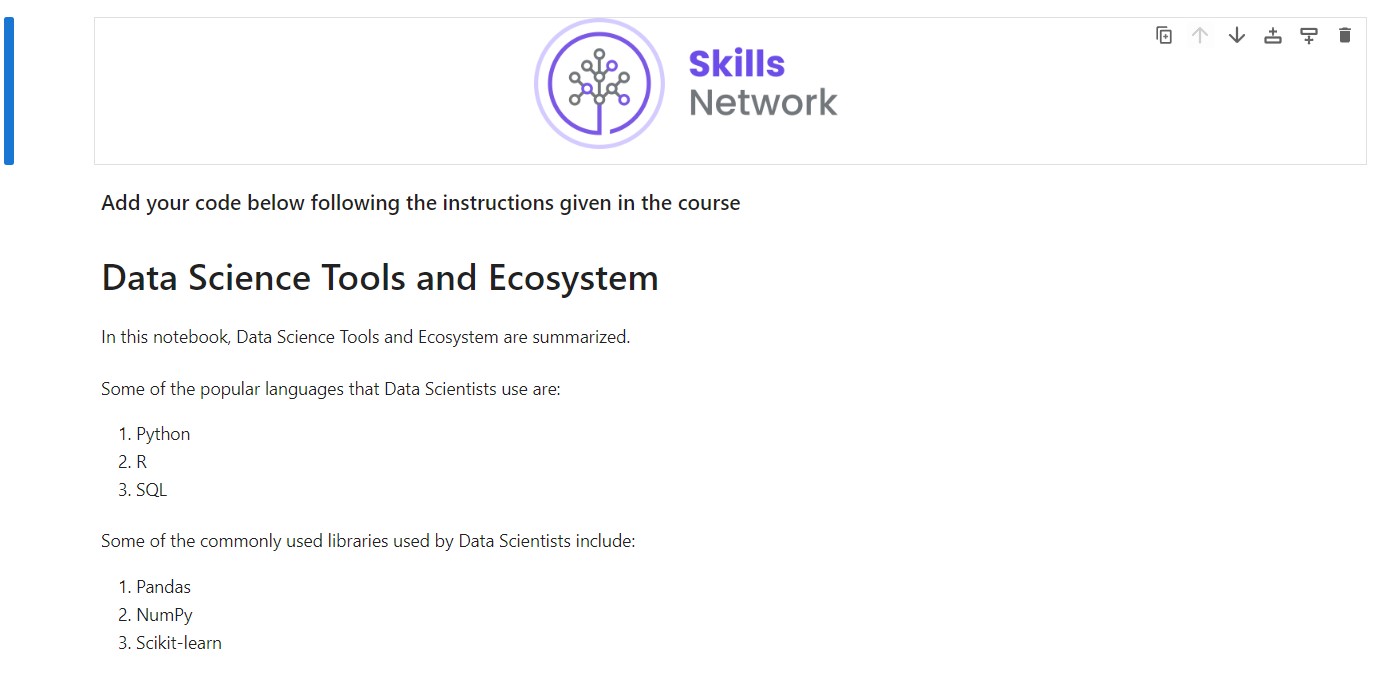 Skills
Network
Add your code below following the instructions given in the course
Data Science Tools and Ecosystem
In this notebook, Data Science Tools and Ecosystem are summarized.
Some of the popular languages that Data Scientists use are:
1. Python
2. R
3. SQL
Some of the commonly used libraries used by Data Scientists include:
1. Pandas
2. NumPy
3. Scikit-learn